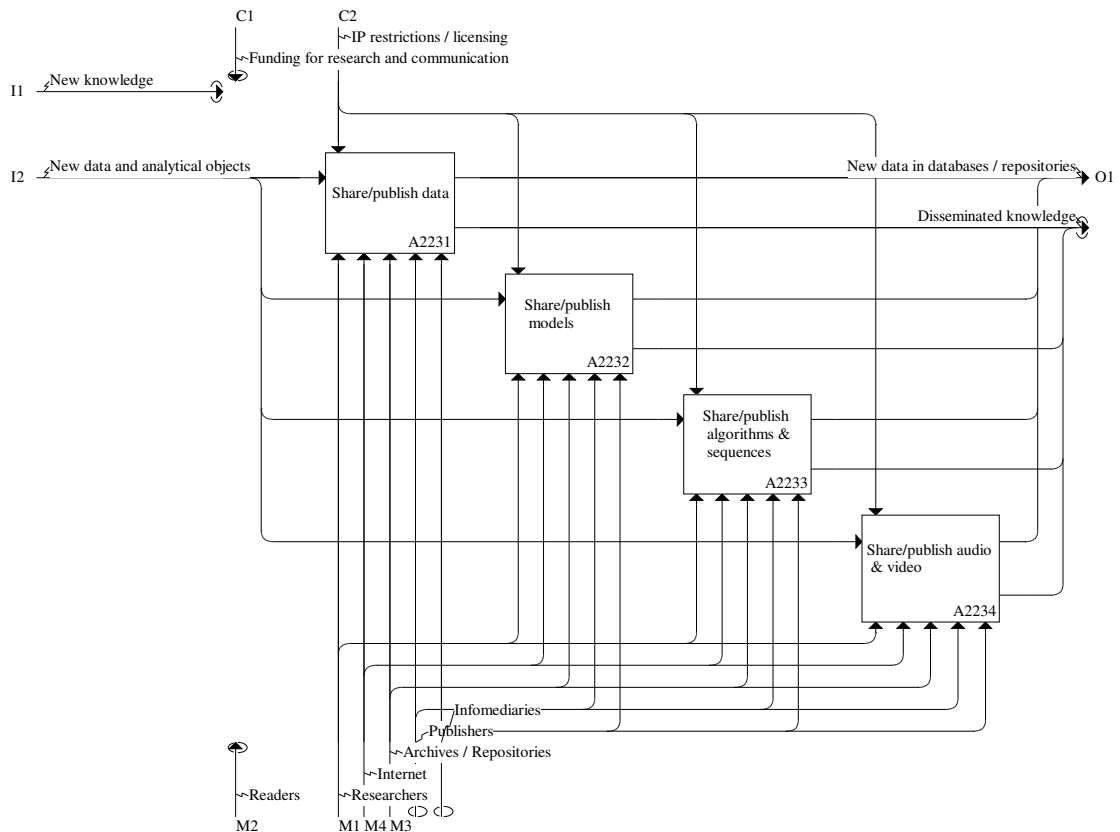 C1
C2
IP restrictions / licensing
Funding for research and communication
I1
New knowledge
I2
New data and analytical objects
New data in databases / repositories
O1
Share/publish data
A2231
Disseminated knowledge
Share/publish
models
A2232
Share/publish
algorithms &
sequences
A2233
Share/publish audio
& video
A2234
Infomediaries
Publishers
Archives / Repositories
Internet
Readers
Researchers
M2
M1
M4
M3